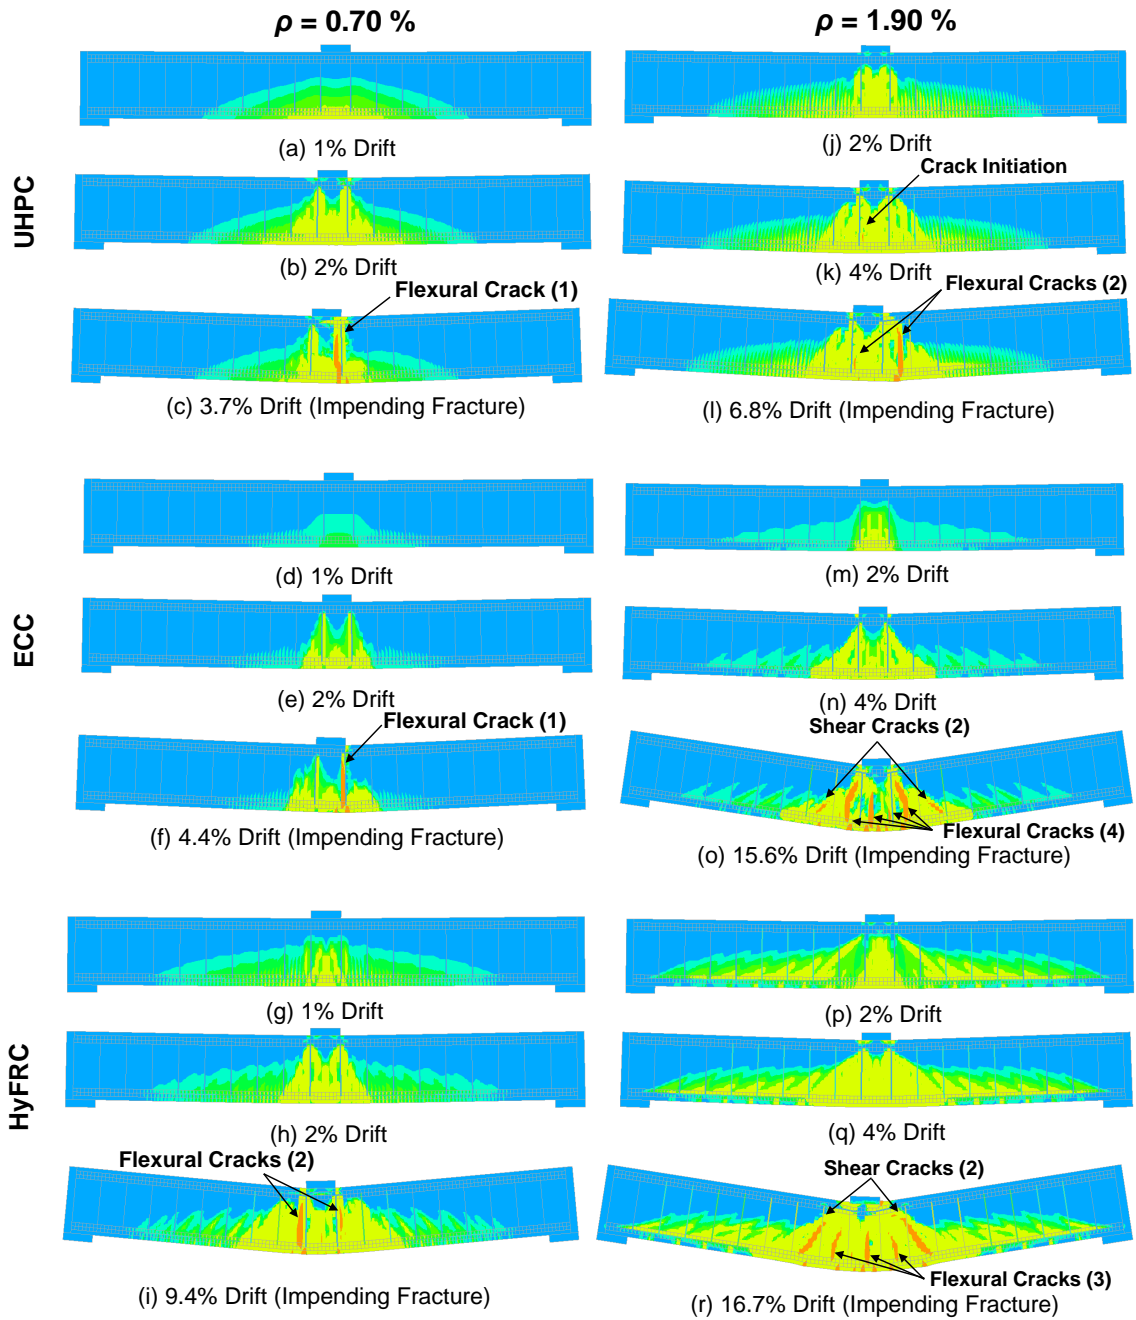 ρ = 0.70 %
ρ = 1.90 %
UHPC
(a) 1% Drift
(j) 2% Drift
Crack Initiation
(b) 2% Drift
(k) 4% Drift
Flexural Crack (1)
Flexural Cracks (2)
(c) 3.7% Drift (Impending Fracture)
(l) 6.8% Drift (Impending Fracture)
ECC
(d) 1% Drift
(m) 2% Drift
(e) 2% Drift
(n) 4% Drift
Flexural Crack (1)
Shear Cracks (2)
Flexural Cracks (4)
(f) 4.4% Drift (Impending Fracture)
(o) 15.6% Drift (Impending Fracture)
HyFRC
(g) 1% Drift
(p) 2% Drift
(h) 2% Drift
(q) 4% Drift
Flexural Cracks (2)
Shear Cracks (2)
Flexural Cracks (3)
(i) 9.4% Drift (Impending Fracture)
(r) 16.7% Drift (Impending Fracture)